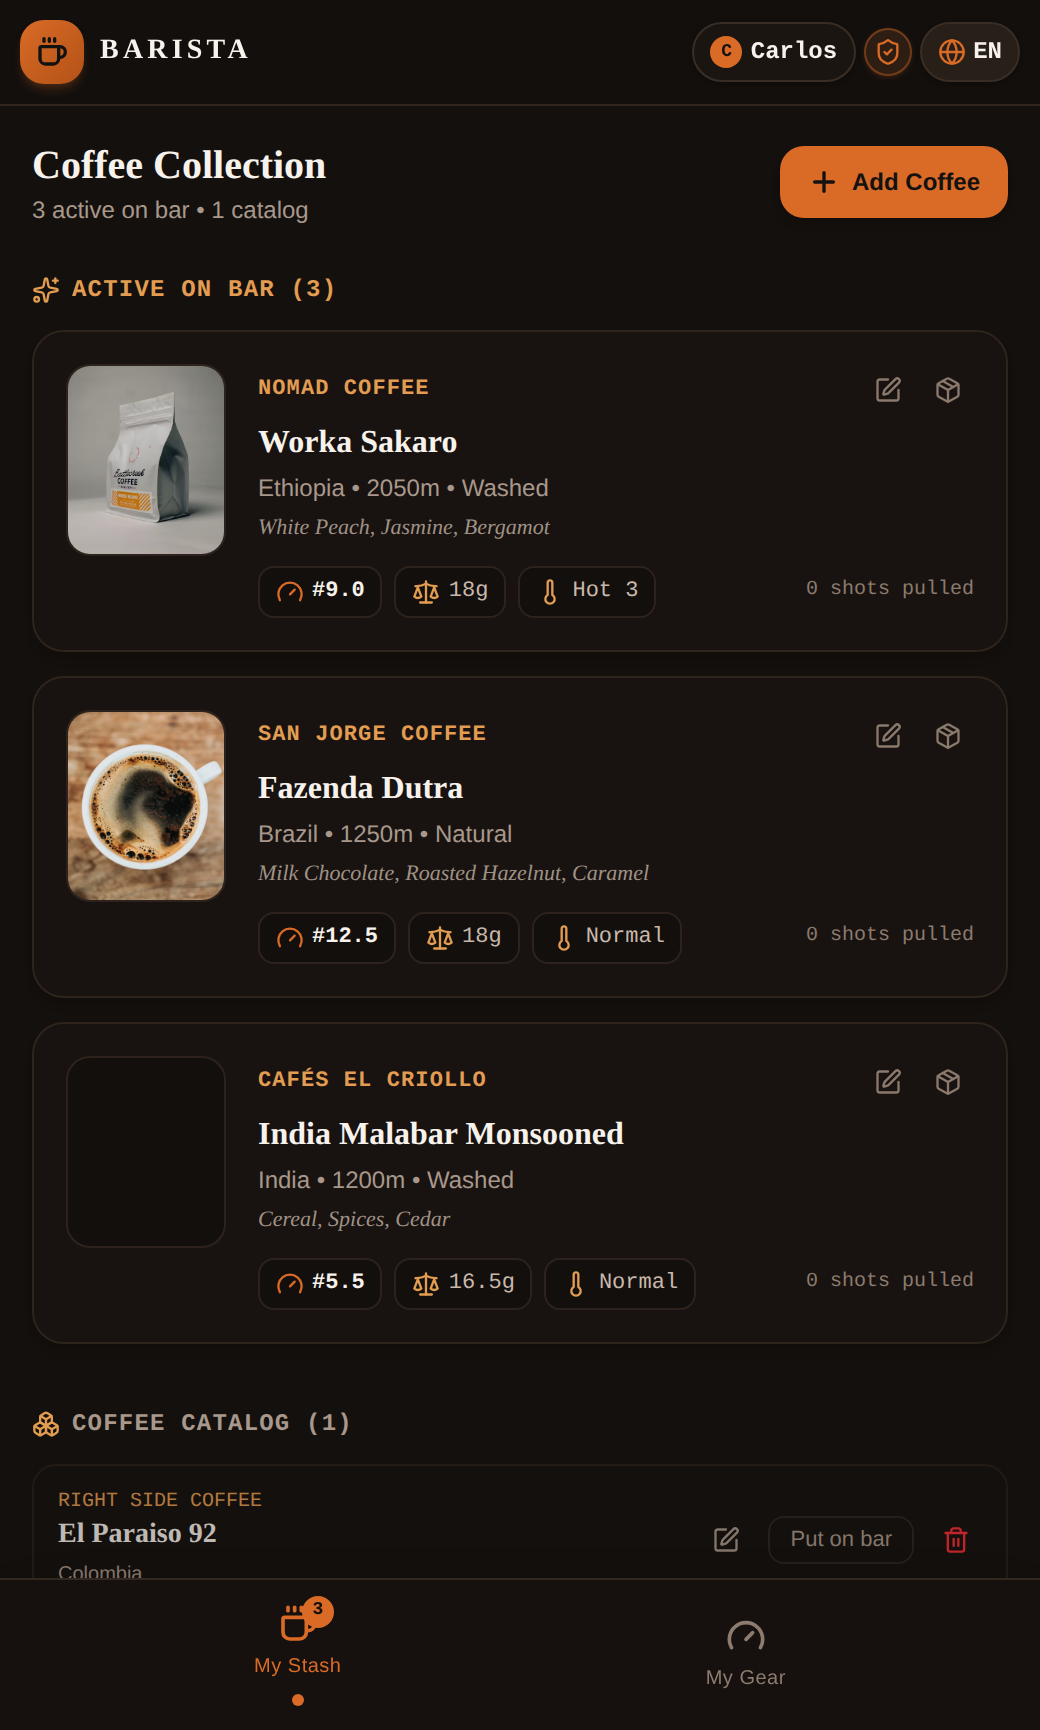 BARISTA
C Carlos
EN
Coffee Collection
3 active on bar • 1 catalog
Add Coffee
ACTIVE ON BAR (3)
NOMAD COFFEE
Worka Sakaro
Ethiopia • 2050m • Washed
White Peach, Jasmine, Bergamot
#9.0
18g
Hot 3
0 shots pulled
COFFEE
SAN JORGE COFFEE
Fazenda Dutra
Brazil • 1250m • Natural
Milk Chocolate, Roasted Hazelnut, Caramel
#12.5
18g
Normal
0 shots pulled
CAFÉS EL CRIOLLO
India Malabar Monsooned
India • 1200m • Washed
Cereal, Spices, Cedar
#5.5
16.5g
Normal
0 shots pulled
COFFEE CATALOG (1)
RIGHT SIDE COFFEE
El Paraiso 92
Colombia
Put on bar
3
My Stash
My Gear